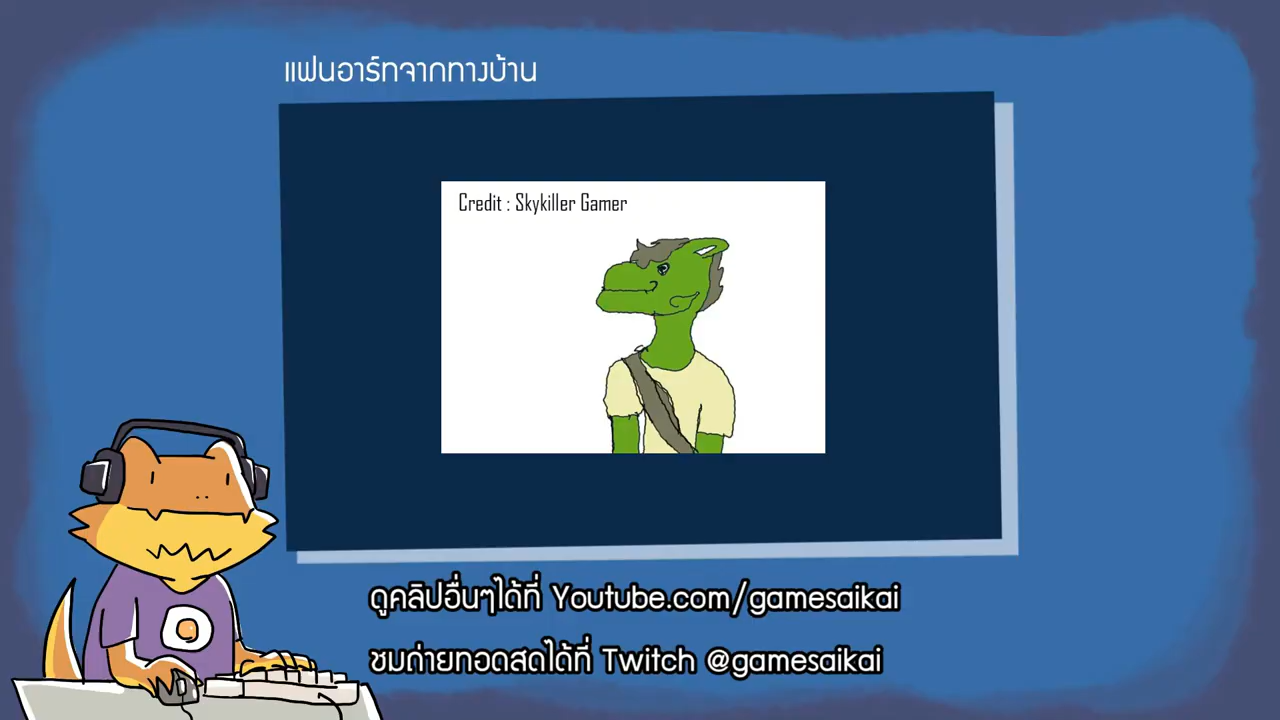 แฟนอาร์ทจากทางบ้าน
Credit : Skykiller Gamer
ดูคลิปอื่นๆได้ที่ Youtube.com/gamesaikai
ชมถ่ายทอดสดได้ที่ Twitch @gamesaikai